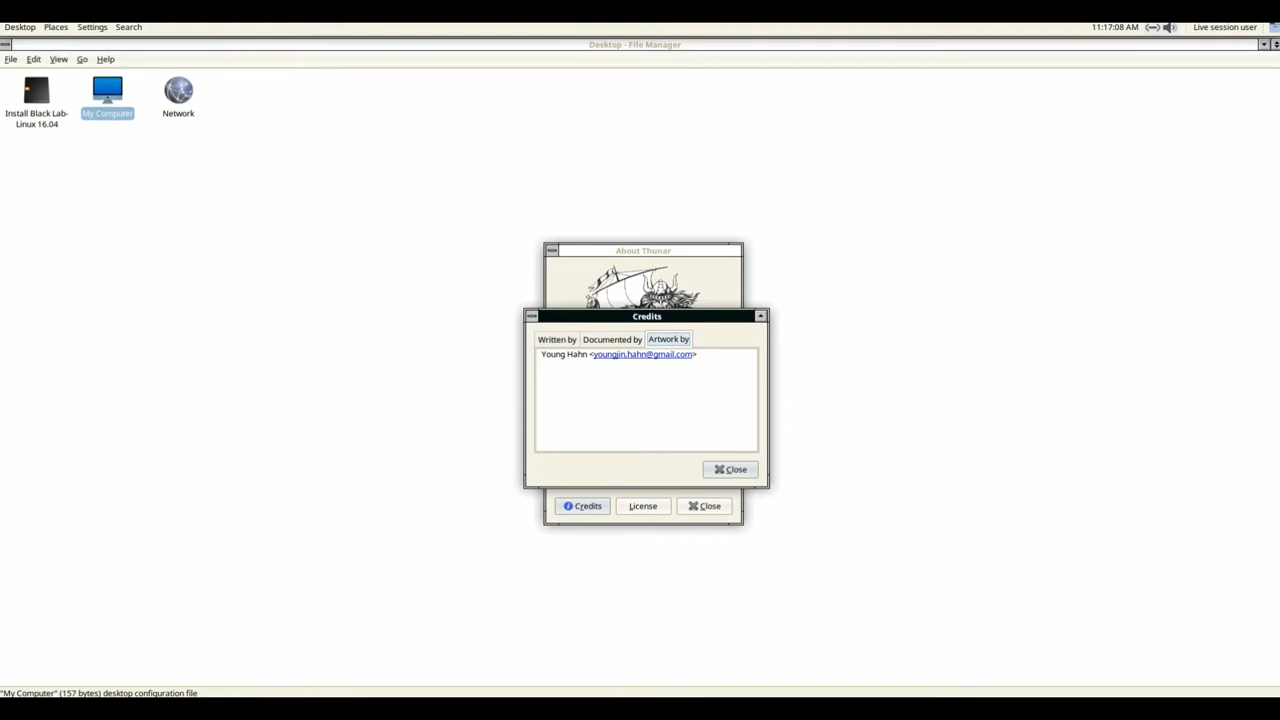 Desktop Places Settings Search 11:17:08 AM Live session user
Desktop - File Manager
File Edit View Go Help
Install Black Lab-
Linux 16.04
My Computer
Network
About Thunar
Credits
Written by Documented by Artwork by
Young Hahn <youngjin.hahn@gmail.com>
Close
Credits License Close
"My Computer" (157 bytes) desktop configuration file